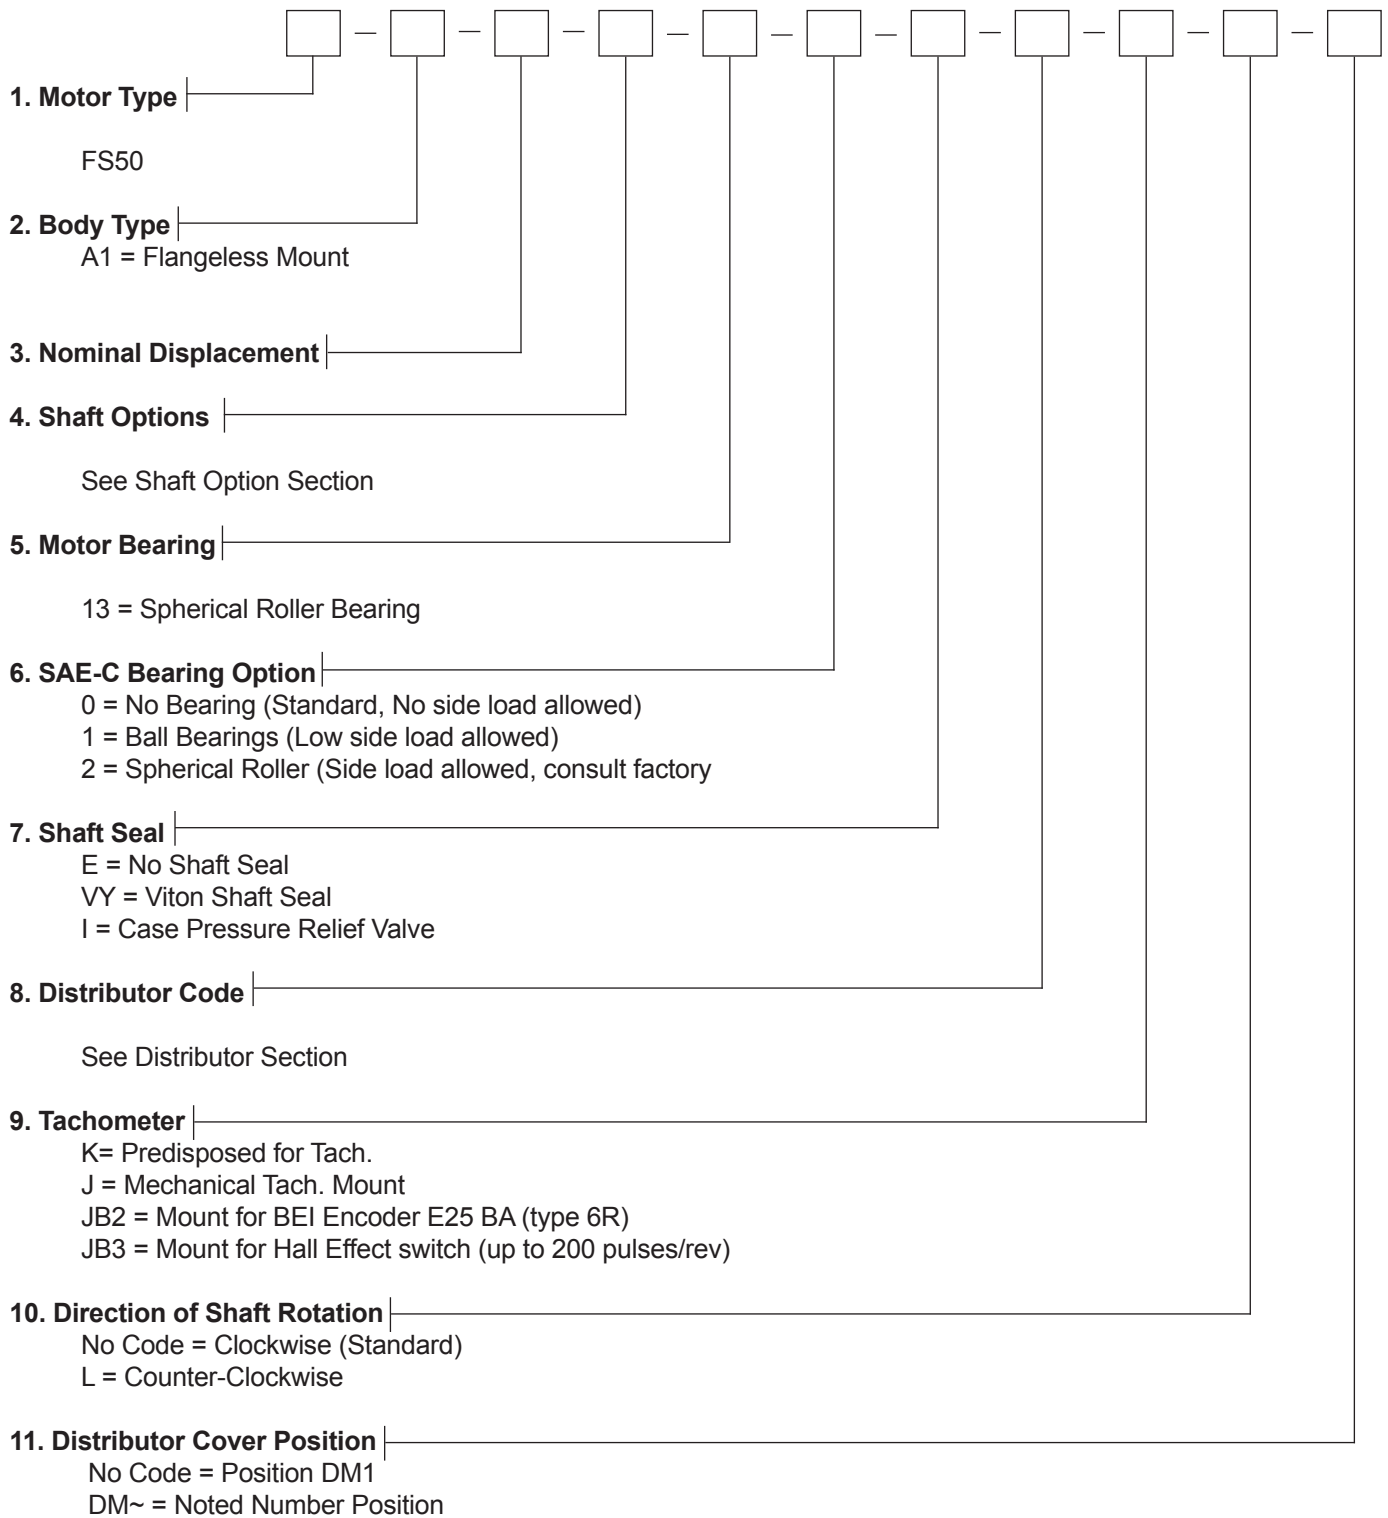 1. Motor Type
FS50
2. Body Type
A1 = Flangeless Mount
3. Nominal Displacement
4. Shaft Options
See Shaft Option Section
5. Motor Bearing
13 = Spherical Roller Bearing
6. SAE-C Bearing Option
0 = No Bearing (Standard, No side load allowed)
1 = Ball Bearings (Low side load allowed)
2 = Spherical Roller (Side load allowed, consult factory
7. Shaft Seal
E = No Shaft Seal
VY = Viton Shaft Seal
I = Case Pressure Relief Valve
8. Distributor Code
See Distributor Section
9. Tachometer
K= Predisposed for Tach.
J = Mechanical Tach. Mount
JB2 = Mount for BEI Encoder E25 BA (type 6R)
JB3 = Mount for Hall Effect switch (up to 200 pulses/rev)
10. Direction of Shaft Rotation
No Code = Clockwise (Standard)
L = Counter-Clockwise
11. Distributor Cover Position
No Code = Position DM1
DM~ = Noted Number Position